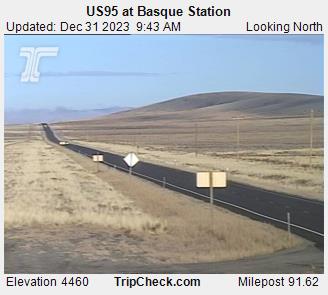 US95 at Basque Station
Updated: Dec 31 2023 9:43 AM Looking North
Elevation 4460 TripCheck.com Milepost 91.62